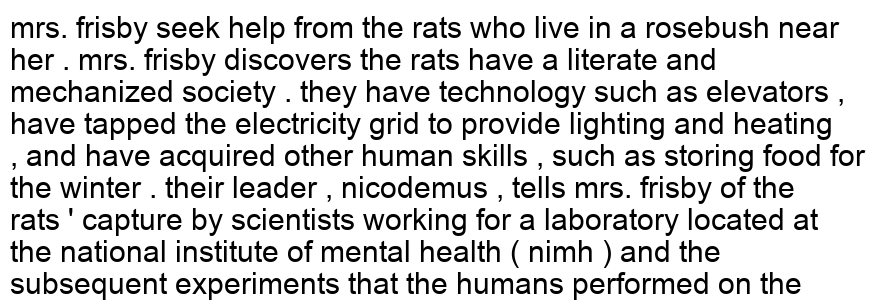 mrs. frisby seek help from the rats who live in a rosebush near
her . mrs. frisby discovers the rats have a literate and
mechanized society . they have technology such as elevators ,
have tapped the electricity grid to provide lighting and heating
, and have acquired other human skills , such as storing food for
the winter . their leader , nicodemus , tells mrs. frisby of the
rats ' capture by scientists working for a laboratory located at
the national institute of mental health ( nimh ) and the
subsequent experiments that the humans performed on the